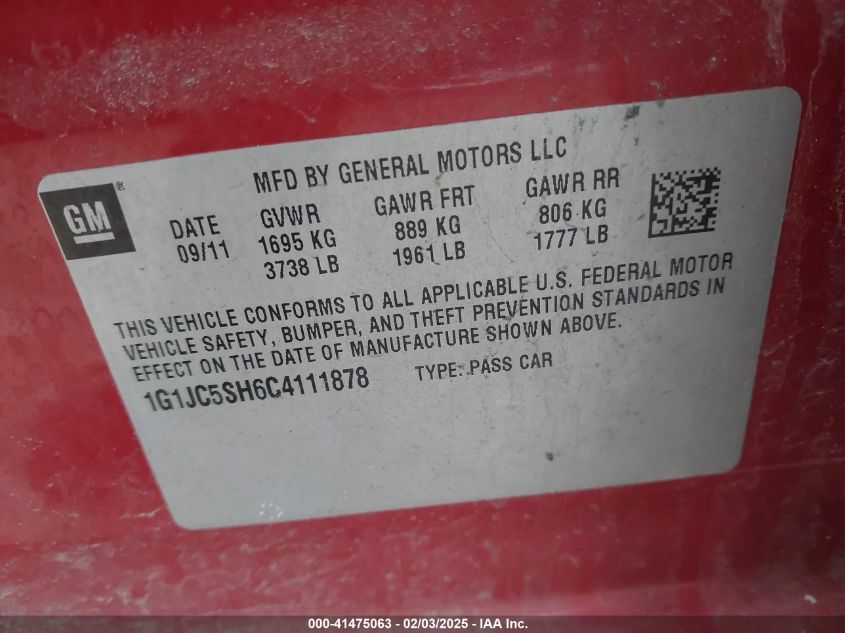 MFD BY GENERAL MOTORS LLC
GM®
DATE GVWR GAWR FRT GAWR RR
09/11 1695 KG 889 KG 806 KG
3738 LB 1961 LB 1777 LB
THIS VEHICLE CONFORMS TO ALL APPLICABLE U.S. FEDERAL MOTOR
VEHICLE SAFETY, BUMPER, AND THEFT PREVENTION STANDARDS IN
EFFECT ON THE DATE OF MANUFACTURE SHOWN ABOVE.
1G1JC5SH6C4111878 TYPE: PASS CAR
000-41475063 - 02/03/2025 - IAA Inc.